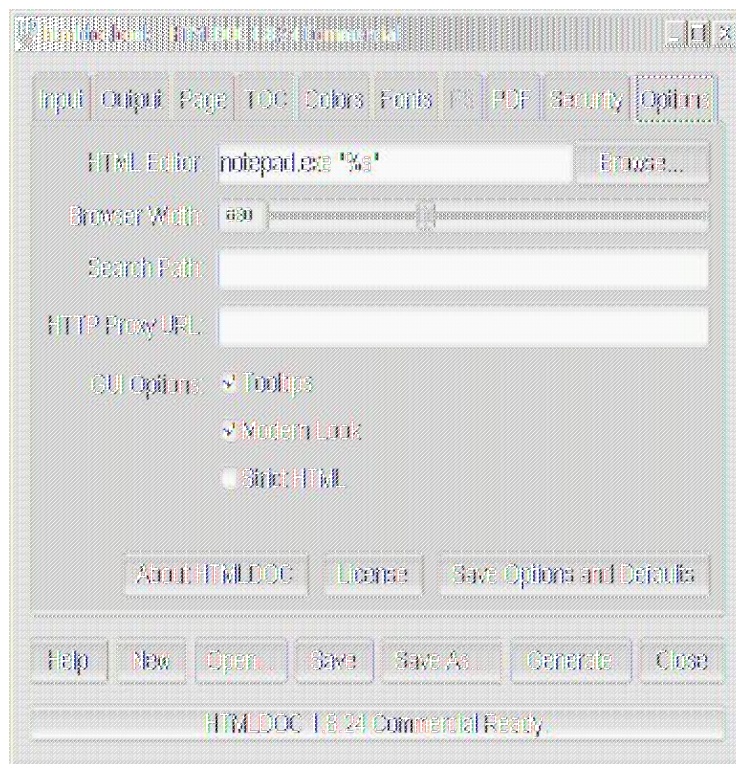 HTMLDOC 1.8.24 Commercial
Input Output Page TOC Colors Fonts PS PDF Security Options
HTML Editor: notepad.exe "%s" Browse...
Browser Width: 680
Search Path:
HTTP Proxy URL:
GUI Options: Tooltips
Modern Look
Strict HTML
About HTMLDOC License Save Options and Defaults
Help New Open... Save Save As... Generate Close
HTMLDOC 1.8.24 Commercial Ready.